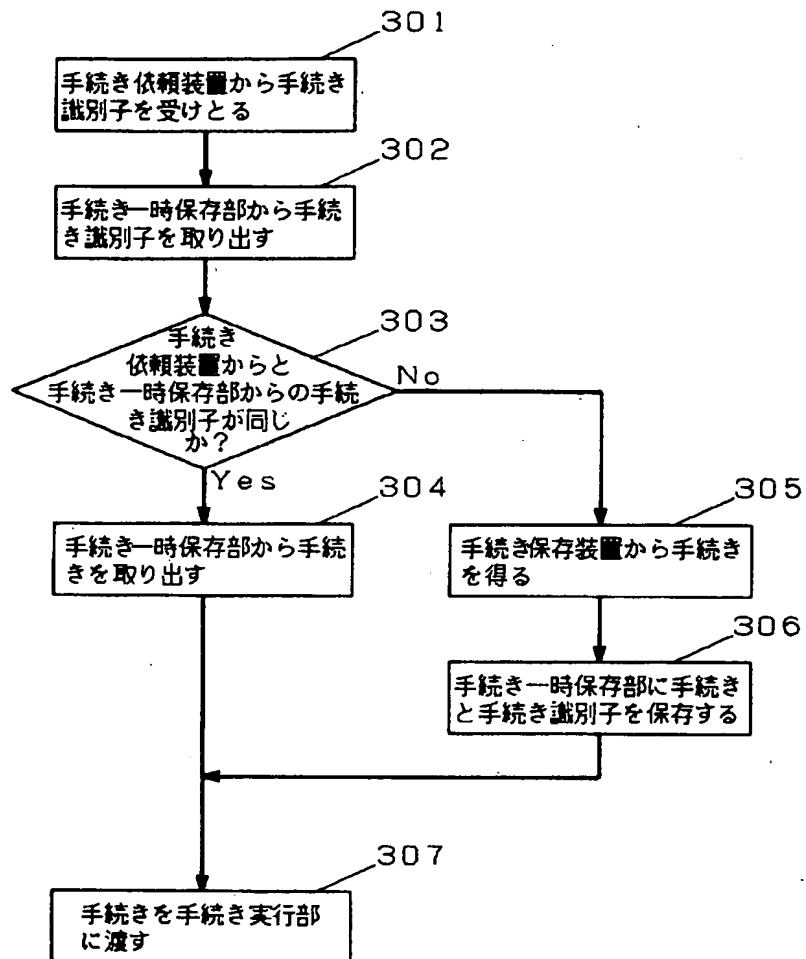 301
手続き依頼装置から手続き
識別子を受けとる
302
手続き一時保存部から手続
き識別子を取り出す
303
手続き
依頼装置からと
手続き一時保存部からの手続
き識別子が同じ
か?
No
Yes
304
手続き一時保存部から手続
きを取り出す
305
手続き保存装置から手続き
を得る
306
手続き一時保存部に手続き
と手続き識別子を保存する
307
手続きを手続き実行部
に渡す